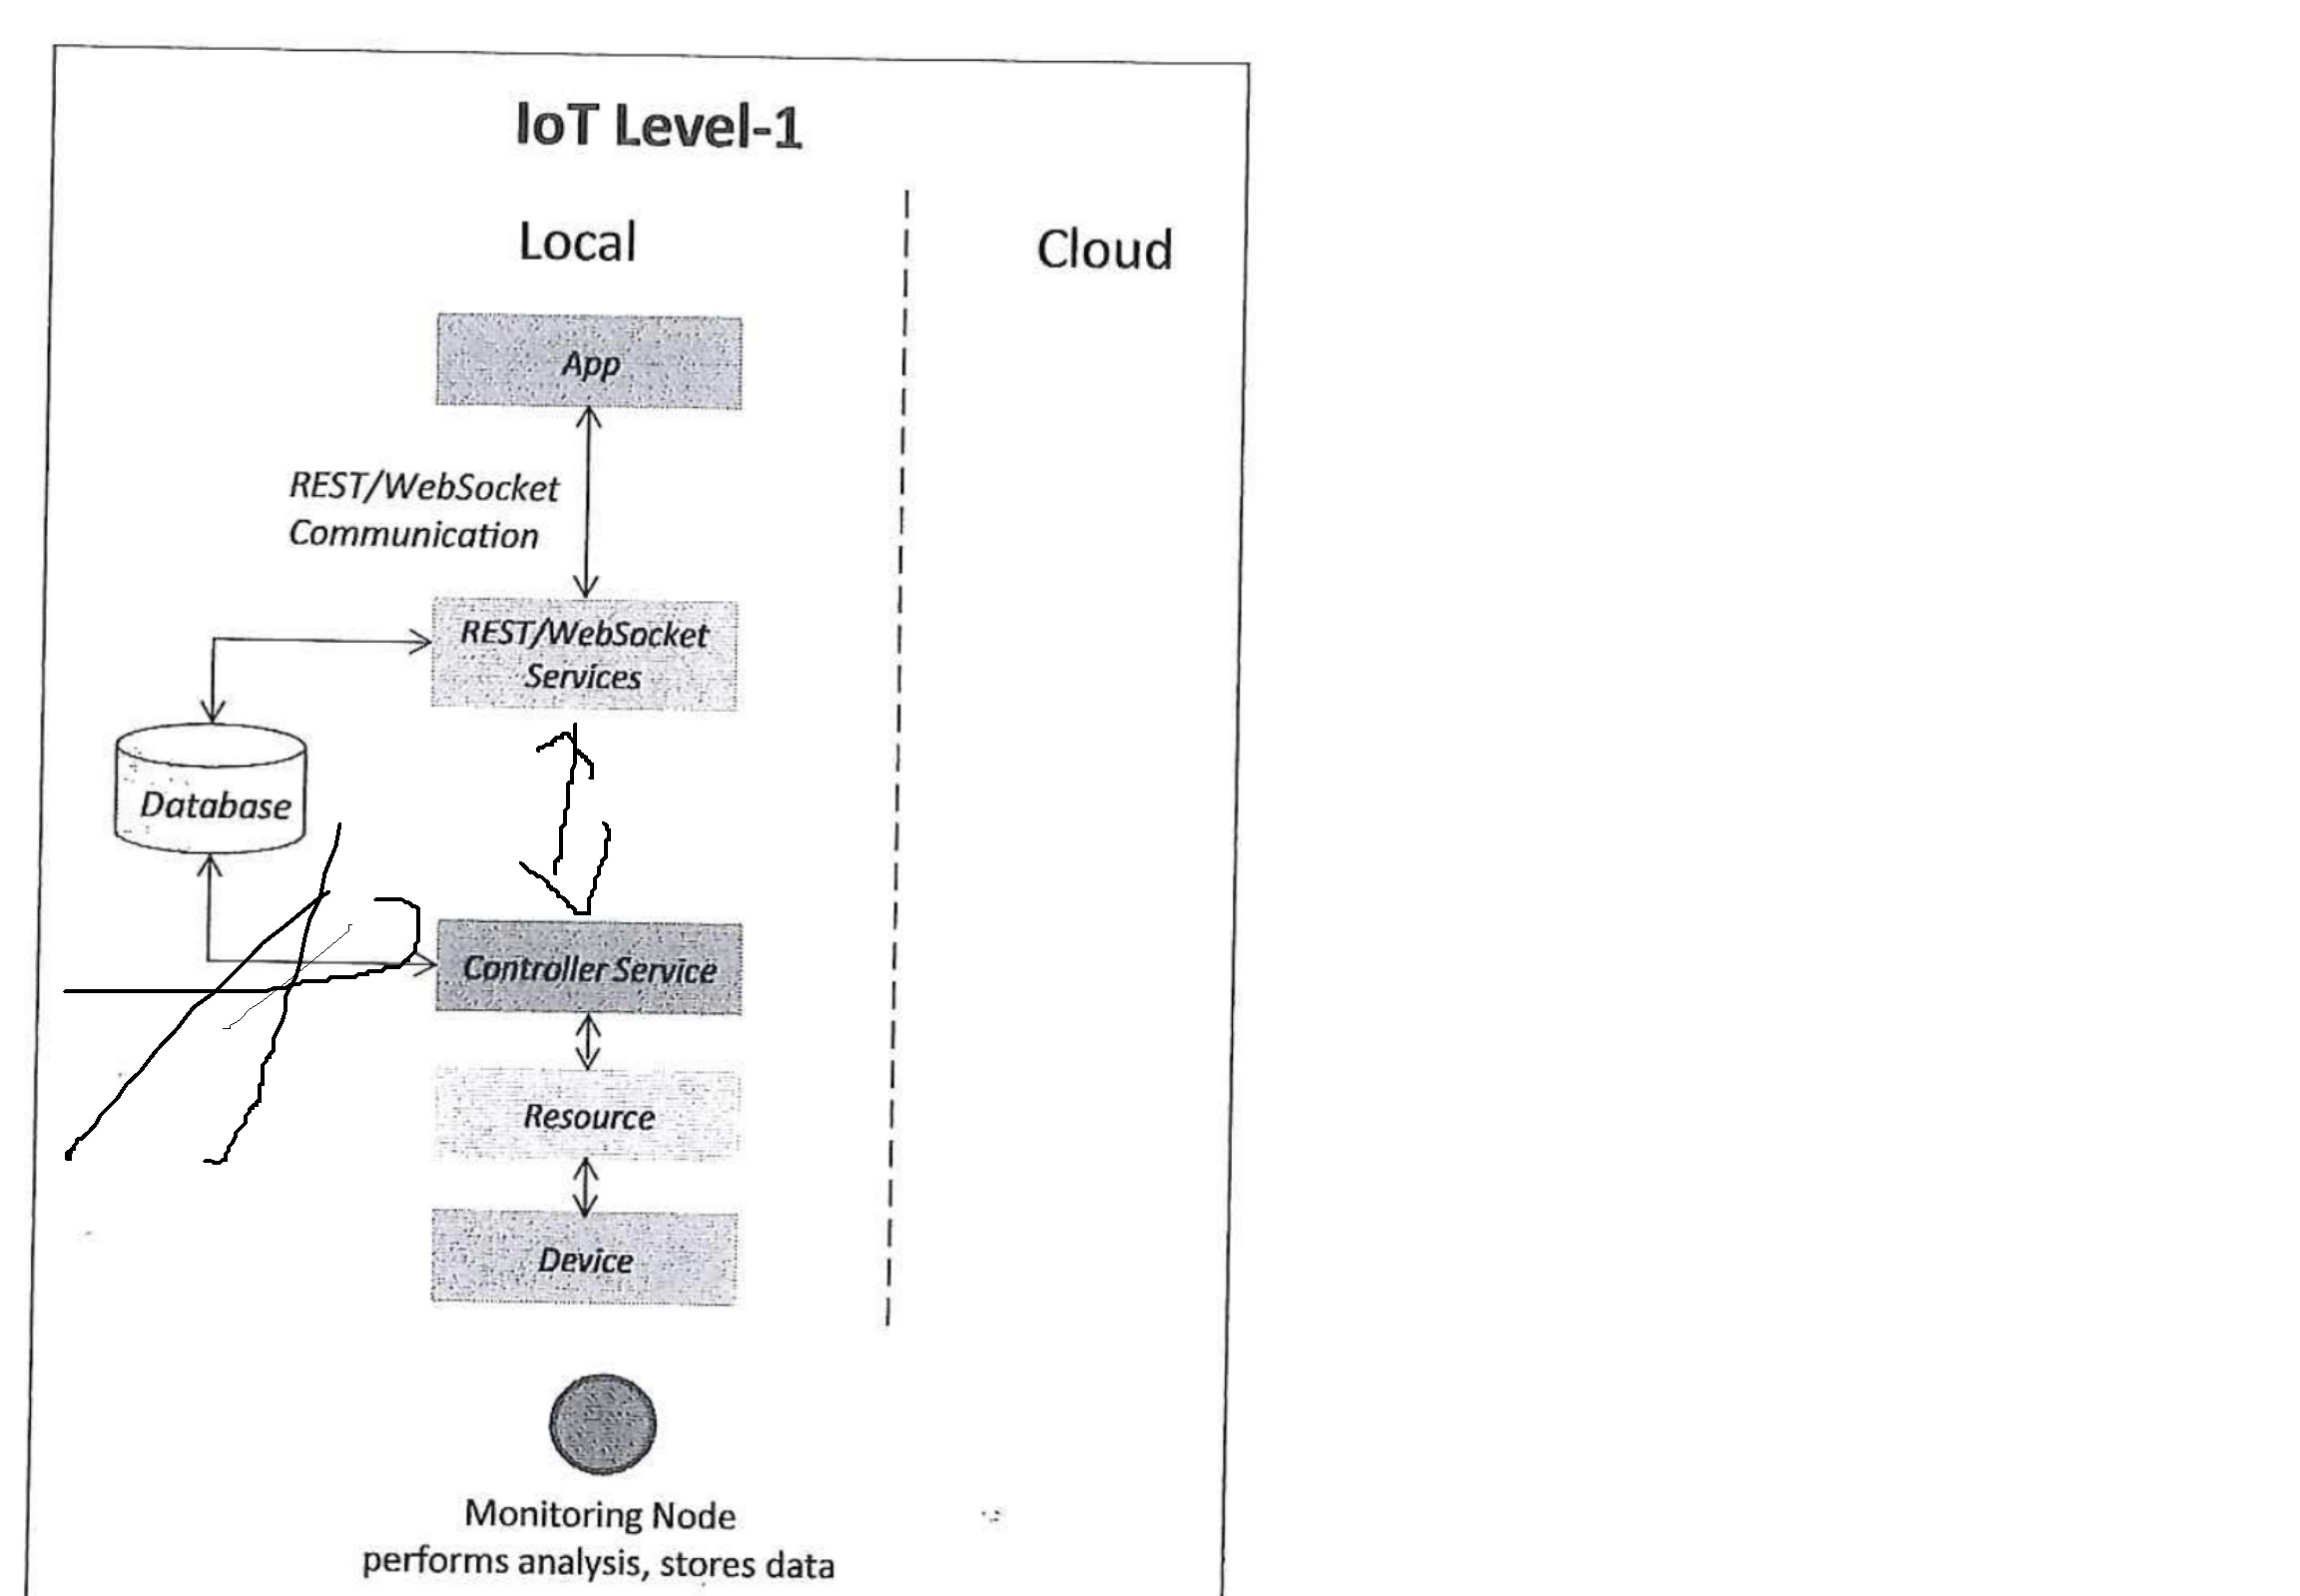 IoT Level-1
Local
Cloud
App
REST/WebSocket
Communication
REST/WebSocket
Services
Database
Controller Service
Resource
Device
Monitoring Node
performs analysis, stores data